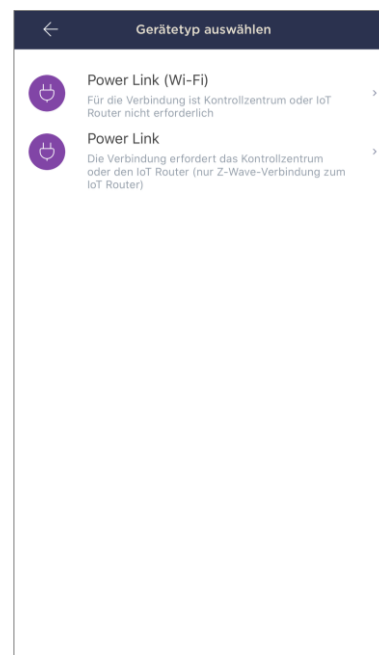 Gerätetyp auswählen
Power Link (Wi-Fi)
Für die Verbindung ist Kontrollzentrum oder IoT
Router nicht erforderlich
Power Link
Die Verbindung erfordert das Kontrollzentrum
oder den IoT Router (nur Z-Wave-Verbindung zum
IoT Router)